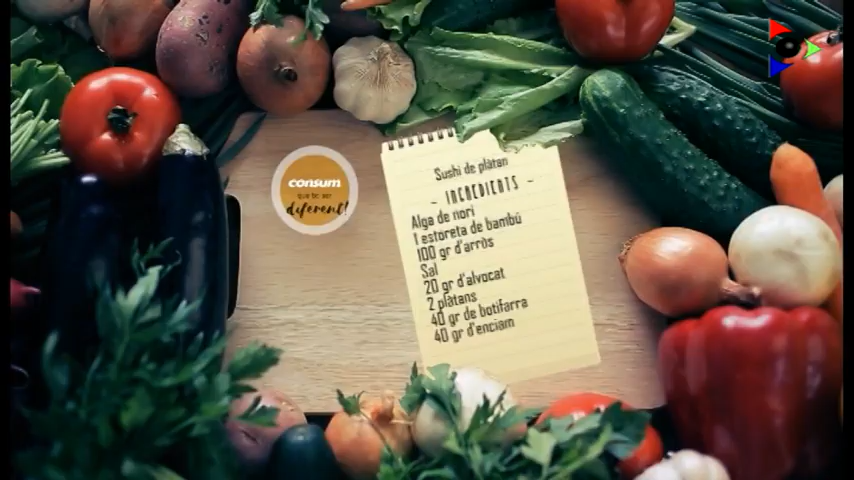 consum
que bo ser
diferent!
Sushi de plàtan
- INGREDIENTS -
Alga de nori
1 estoreta de bambú
100 gr d'arròs
Sal
20 gr d'alvocat
2 plàtans
40 gr de botifarra
40 gr d'enciam